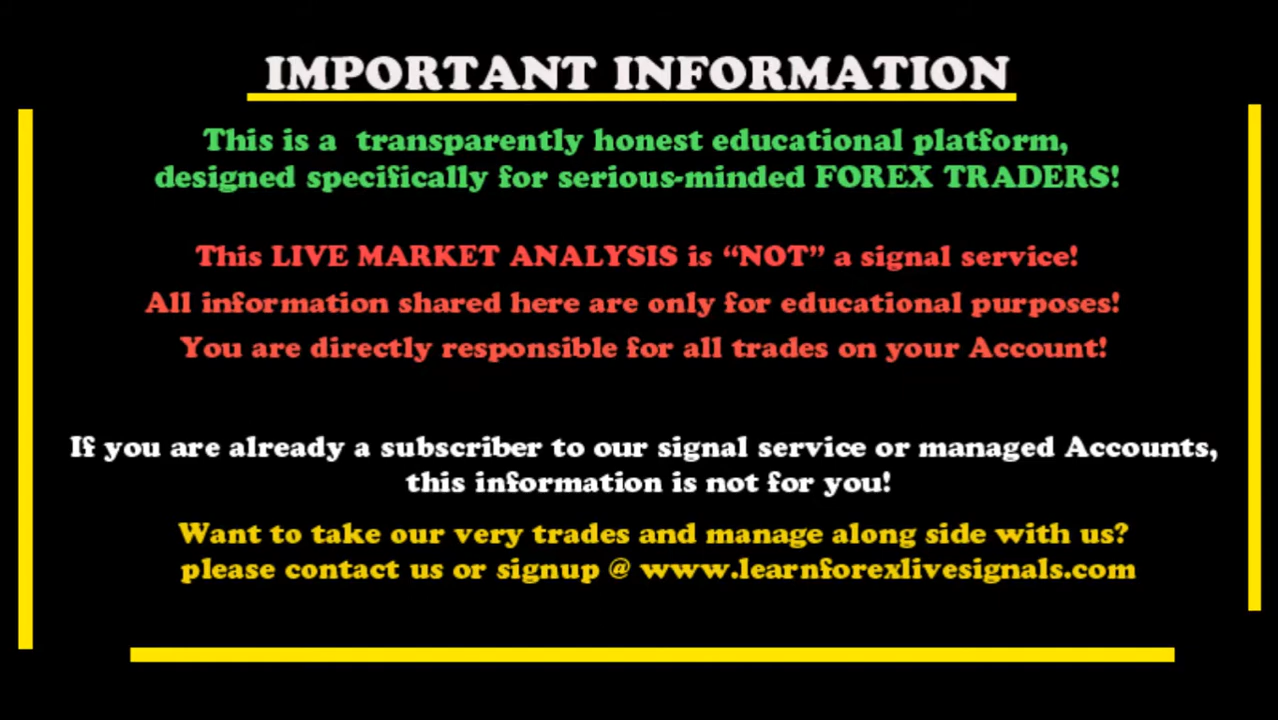 IMPORTANT INFORMATION
This is a transparently honest educational platform,
designed specifically for serious-minded FOREX TRADERS!
This LIVE MARKET ANALYSIS is “NOT” a signal service!
All information shared here are only for educational purposes!
You are directly responsible for all trades on your Account!
If you are already a subscriber to our signal service or managed Accounts,
this information is not for you!
Want to take our very trades and manage along side with us?
please contact us or signup @ www.learnforexlivesignals.com